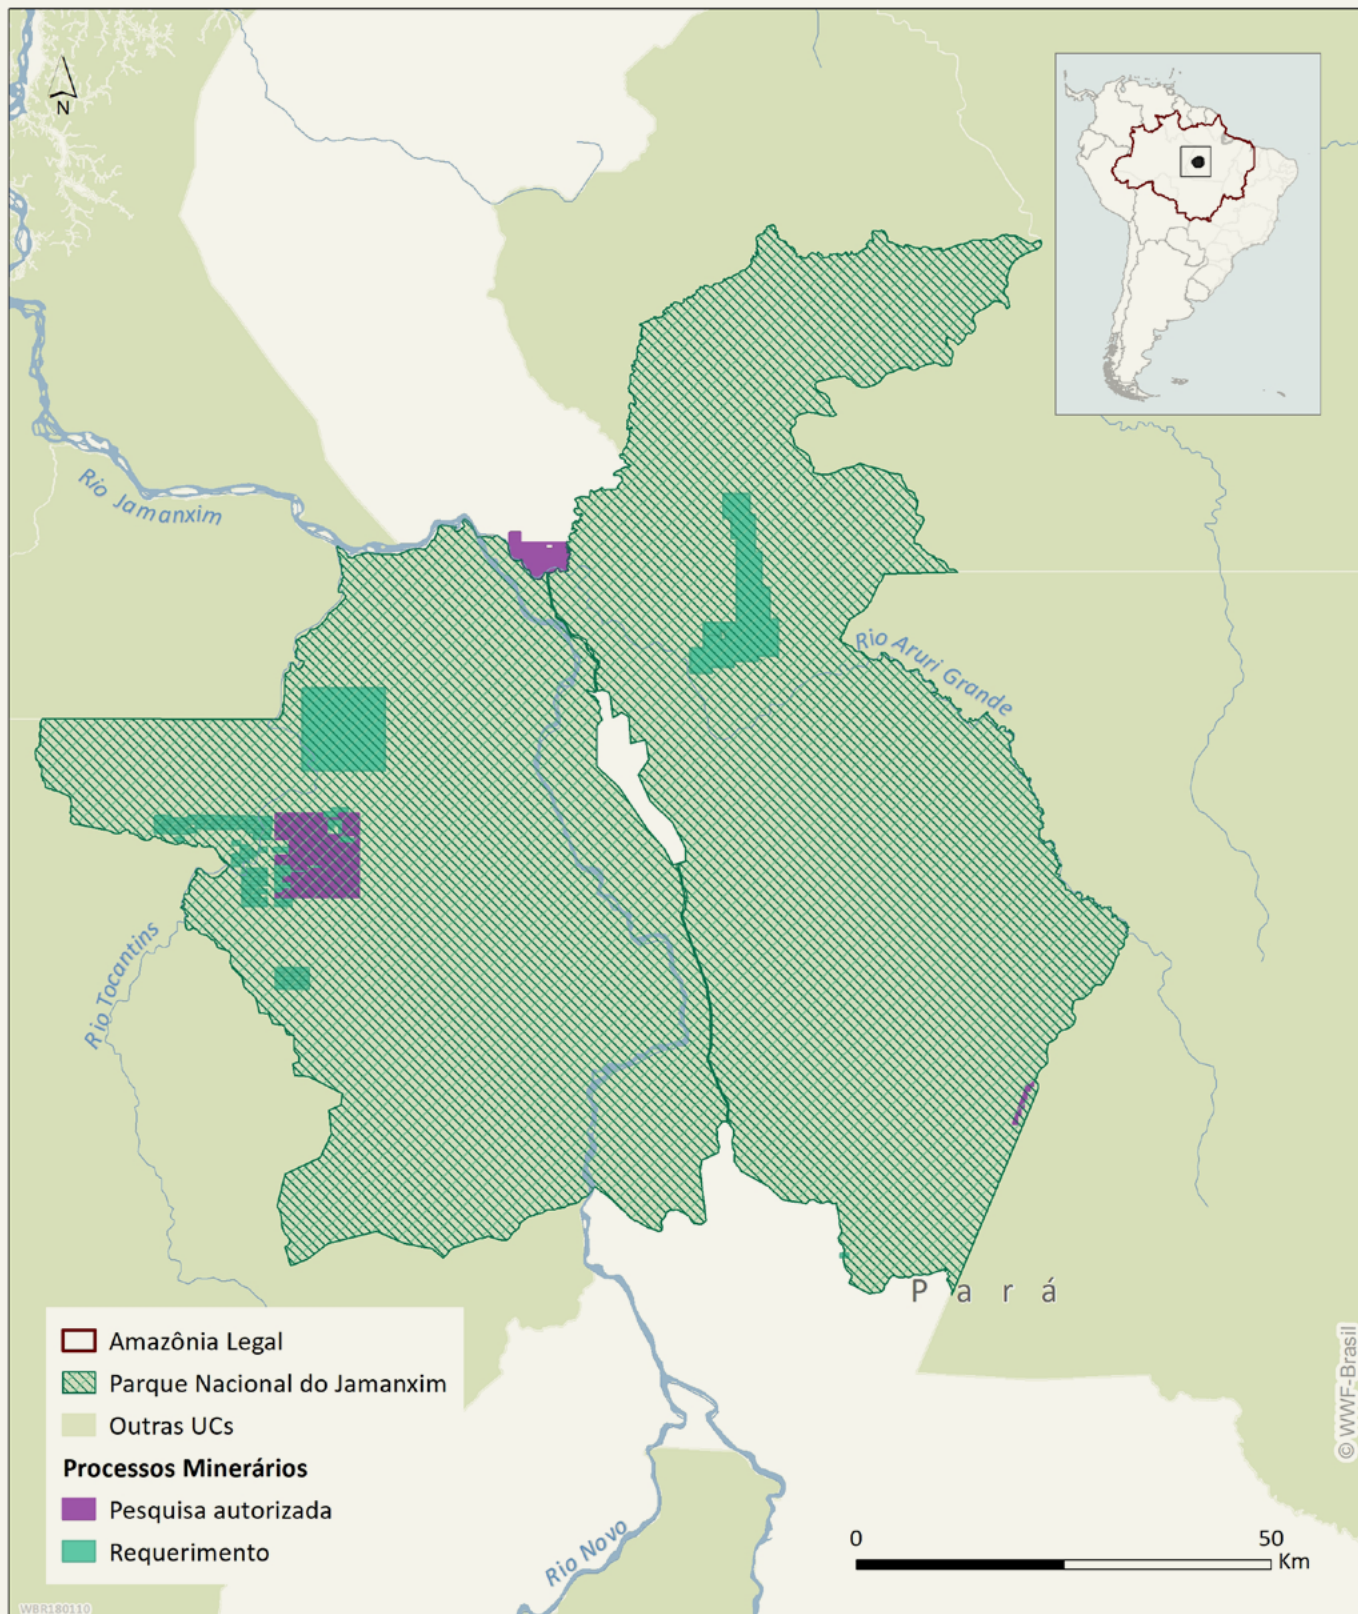 N
Rio Jamanxim
Rio Aruri Grande
Rio Tocantins
Pará
Amazônia Legal
Parque Nacional do Jamanxim
Outras UCs
Processos Minerários
Pesquisa autorizada
Requerimento
Rio Novo
0 50
Km
© WWF-Brasil
WBR180110